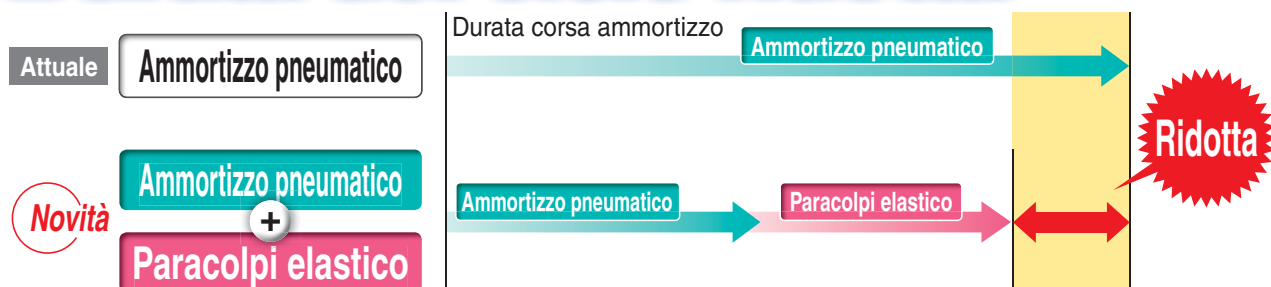 Durata corsa ammortizzo
Attuale
Ammortizzo pneumatico
Ammortizzo pneumatico
Ridotta
Novità
Ammortizzo pneumatico
+
Paracolpi elastico
Ammortizzo pneumatico
Paracolpi elastico